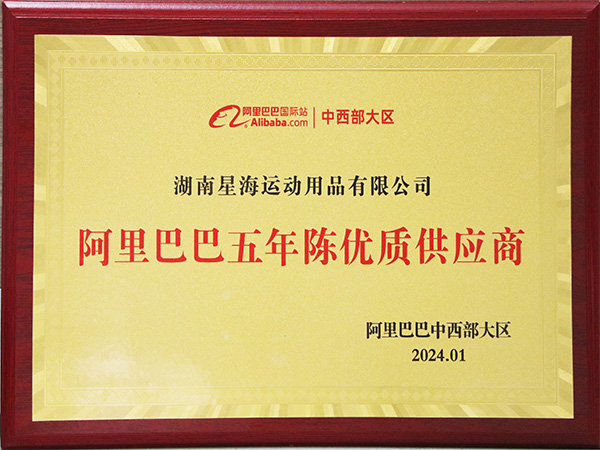 阿里巴巴国际站 中西部大区
Alibaba.com
湖南星海运动用品有限公司
阿里巴巴五年陈优质供应商
阿里巴巴中西部大区
2024.01